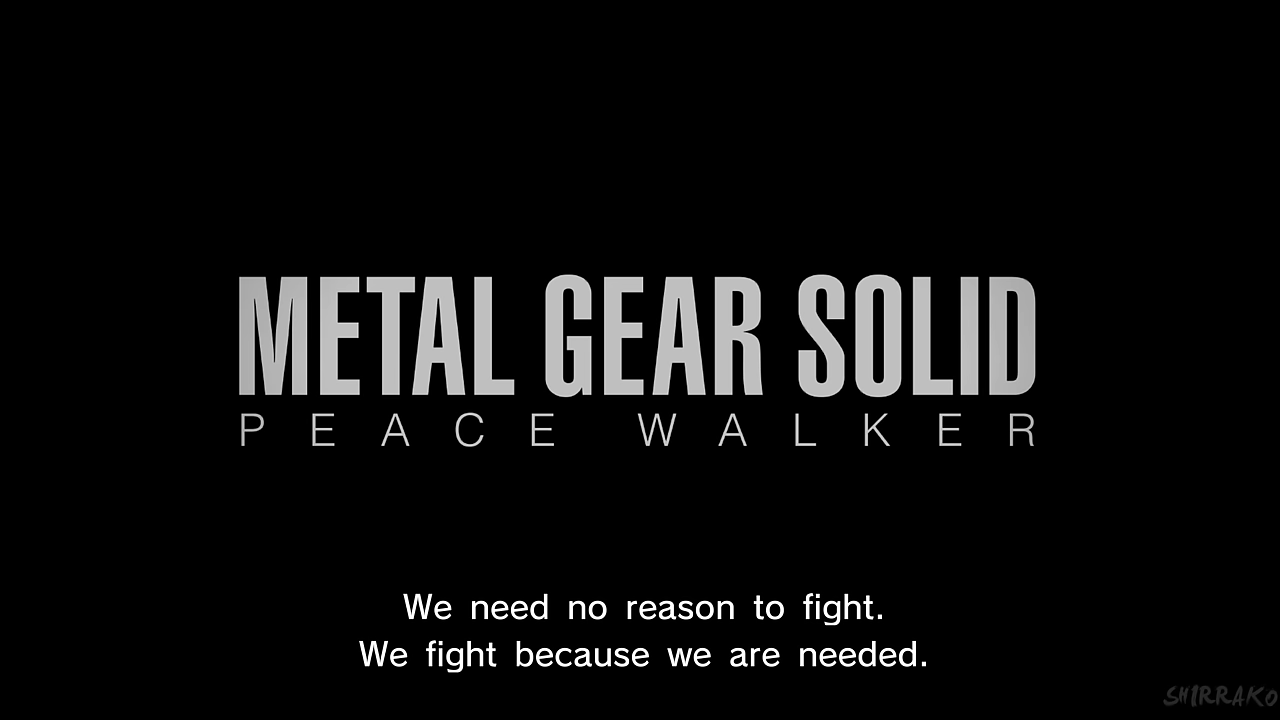 METAL GEAR SOLID
PEACE WALKER
We need no reason to fight.
We fight because we are needed.
SHIRRAKO